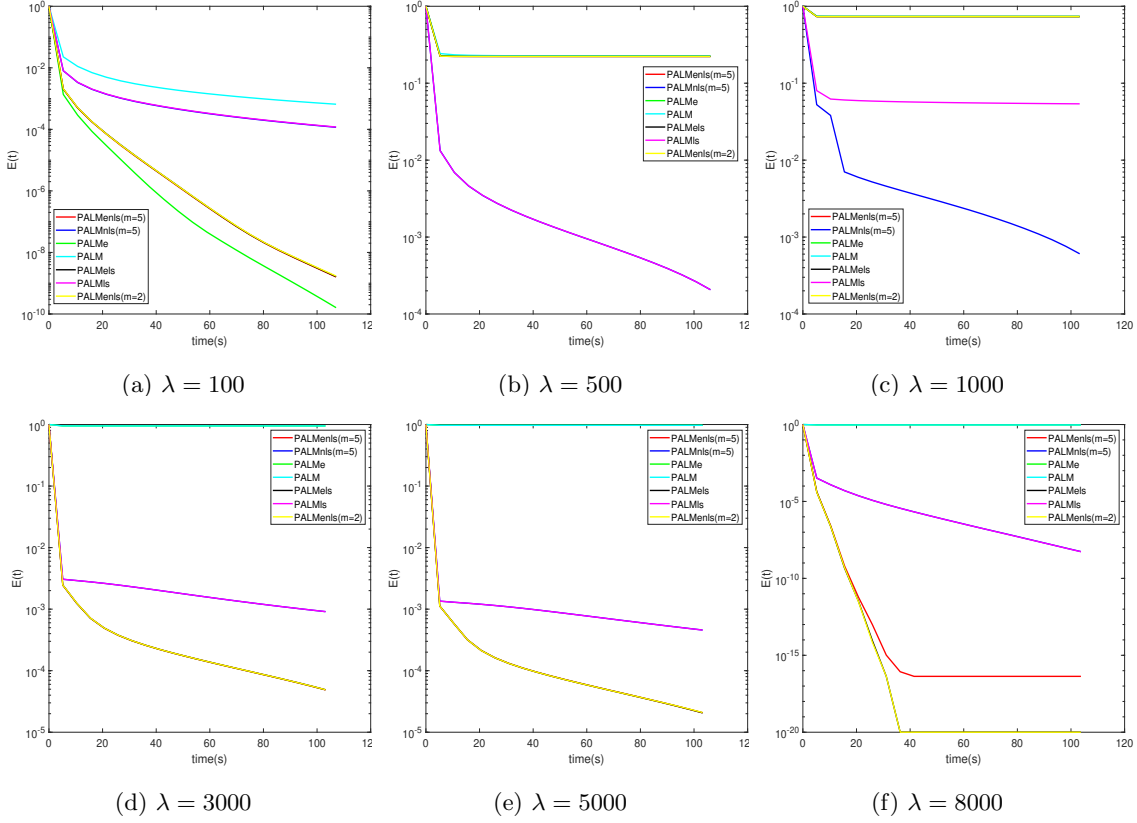 10^0
10^-2
10^-4
10^-6
10^-8
10^-10
E(t)
PALMenls(m=5)
PALMnls(m=5)
PALMe
PALM
PALMels
PALMls
PALMenls(m=2)
0 20 40 60 80 100 12
time(s)
(a) λ = 100
10^0
10^-1
10^-2
10^-3
10^-4
E(t)
PALMenls(m=5)
PALMnls(m=5)
PALMe
PALM
PALMels
PALMls
PALMenls(m=2)
0 20 40 60 80 100 12
time(s)
(b) λ = 500
10^0
10^-1
10^-2
10^-3
10^-4
E(t)
PALMenls(m=5)
PALMnls(m=5)
PALMe
PALM
PALMels
PALMls
PALMenls(m=2)
0 20 40 60 80 100 120
time(s)
(c) λ = 1000
10^0
10^-1
10^-2
10^-3
10^-4
10^-5
E(t)
PALMenls(m=5)
PALMnls(m=5)
PALMe
PALM
PALMels
PALMls
PALMenls(m=2)
0 20 40 60 80 100 12
time(s)
(d) λ = 3000
10^0
10^-1
10^-2
10^-3
10^-4
10^-5
E(t)
PALMenls(m=5)
PALMnls(m=5)
PALMe
PALM
PALMels
PALMls
PALMenls(m=2)
0 20 40 60 80 100 12
time(s)
(e) λ = 5000
10^0
10^-5
10^-10
10^-15
10^-20
E(t)
PALMenls(m=5)
PALMnls(m=5)
PALMe
PALM
PALMels
PALMls
PALMenls(m=2)
0 20 40 60 80 100 120
time(s)
(f) λ = 8000